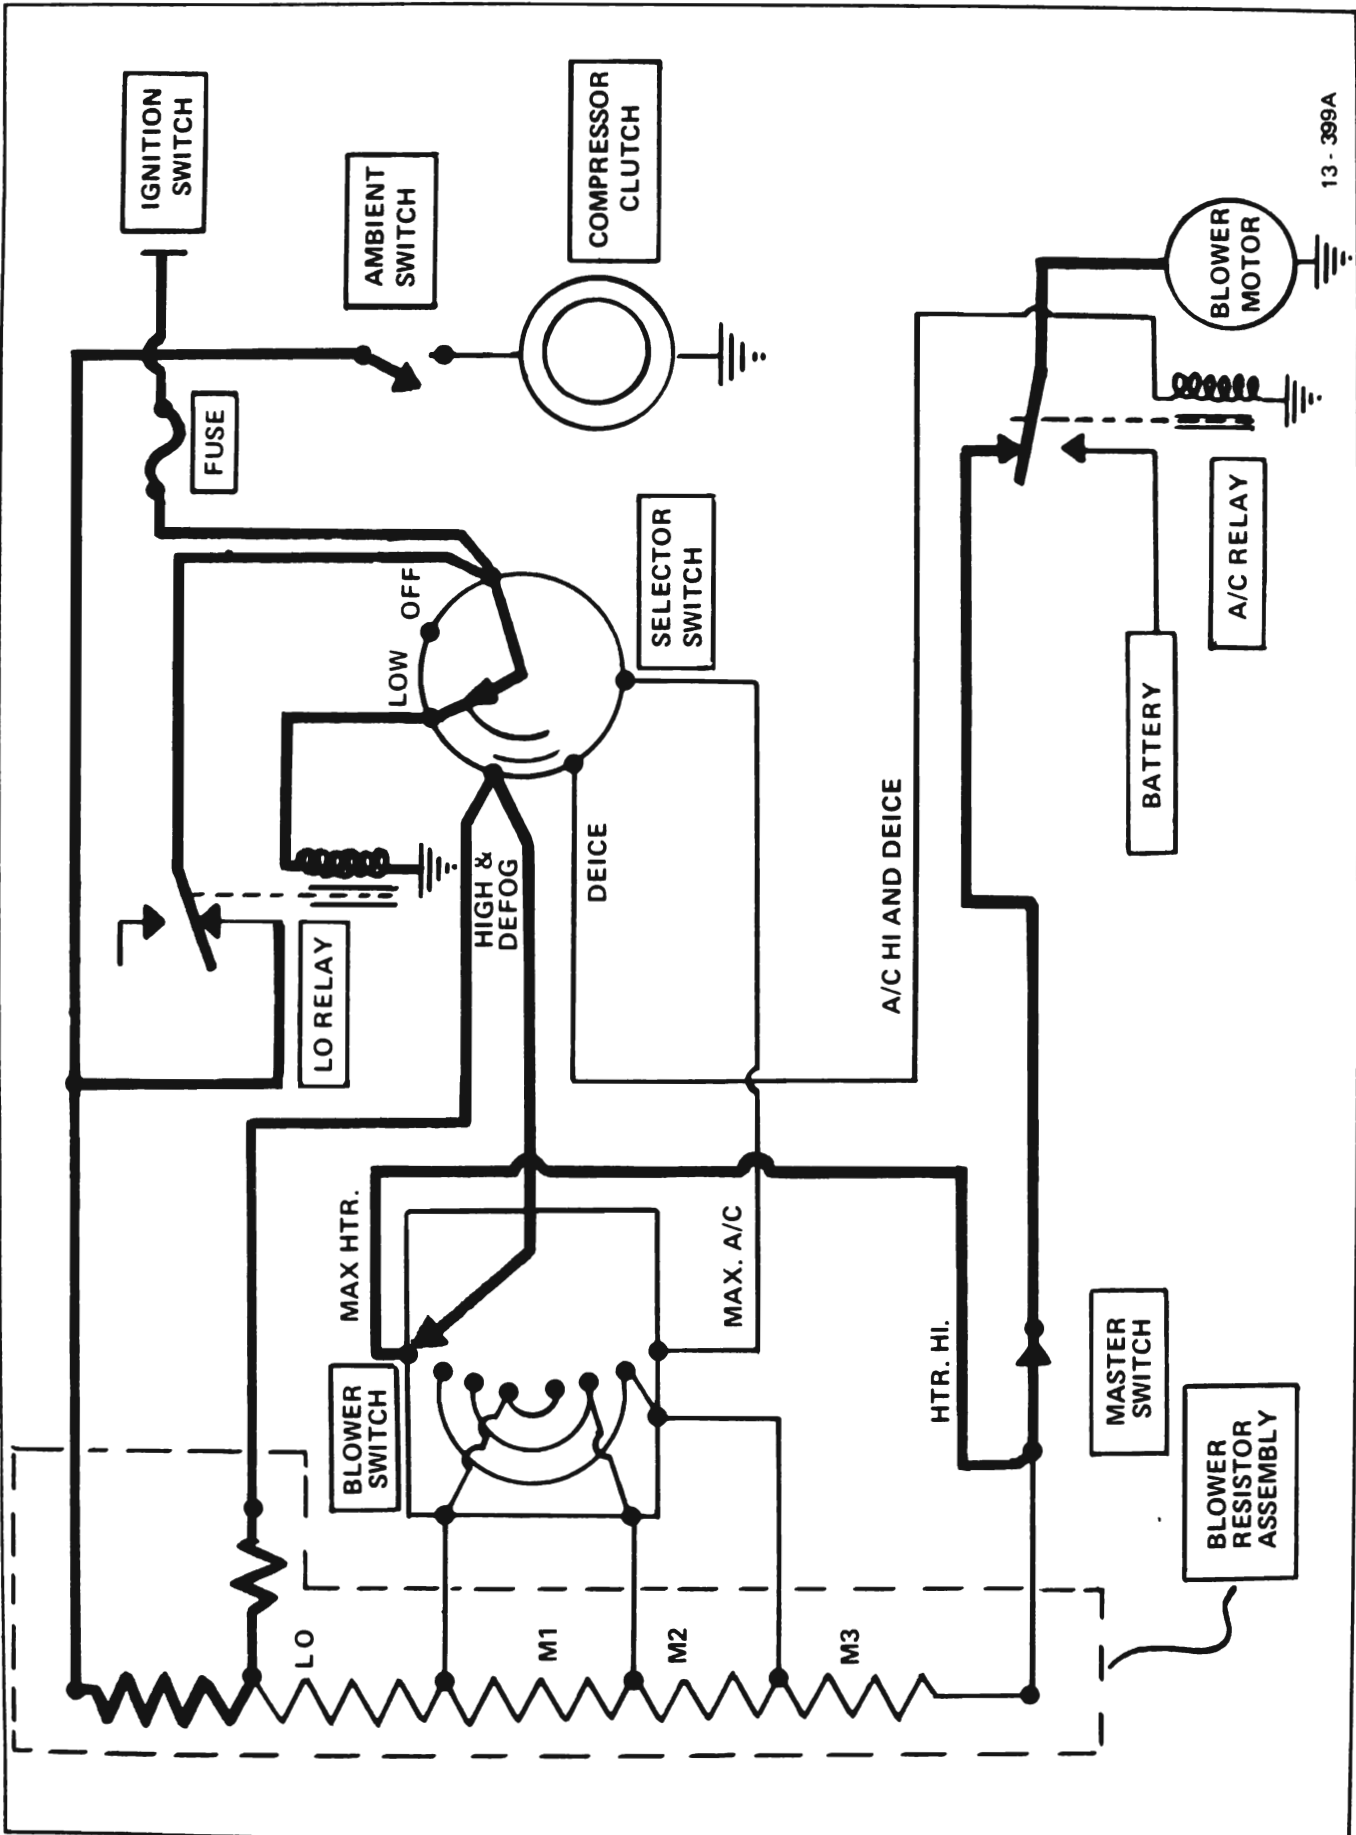 IGNITION
SWITCH
AMBIENT
SWITCH
COMPRESSOR
CLUTCH
FUSE
OFF
LOW
SELECTOR
SWITCH
LO RELAY
HIGH &
DEFOG
DEICE
A/C HI AND DEICE
BLOWER
MOTOR
13-399A
A/C RELAY
BATTERY
MAX HTR.
MAX. A/C
HTR. HI.
BLOWER
SWITCH
MASTER
SWITCH
BLOWER
RESISTOR
ASSEMBLY
LO
M1
M2
M3